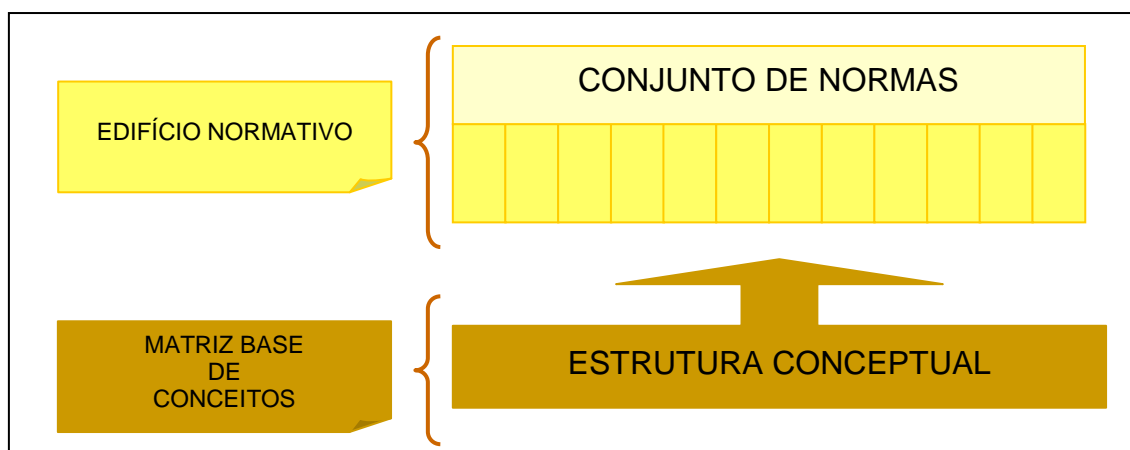 CONJUNTO DE NORMAS
EDIFÍCIO NORMATIVO
MATRIZ BASE
DE
CONCEITOS
ESTRUTURA CONCEPTUAL